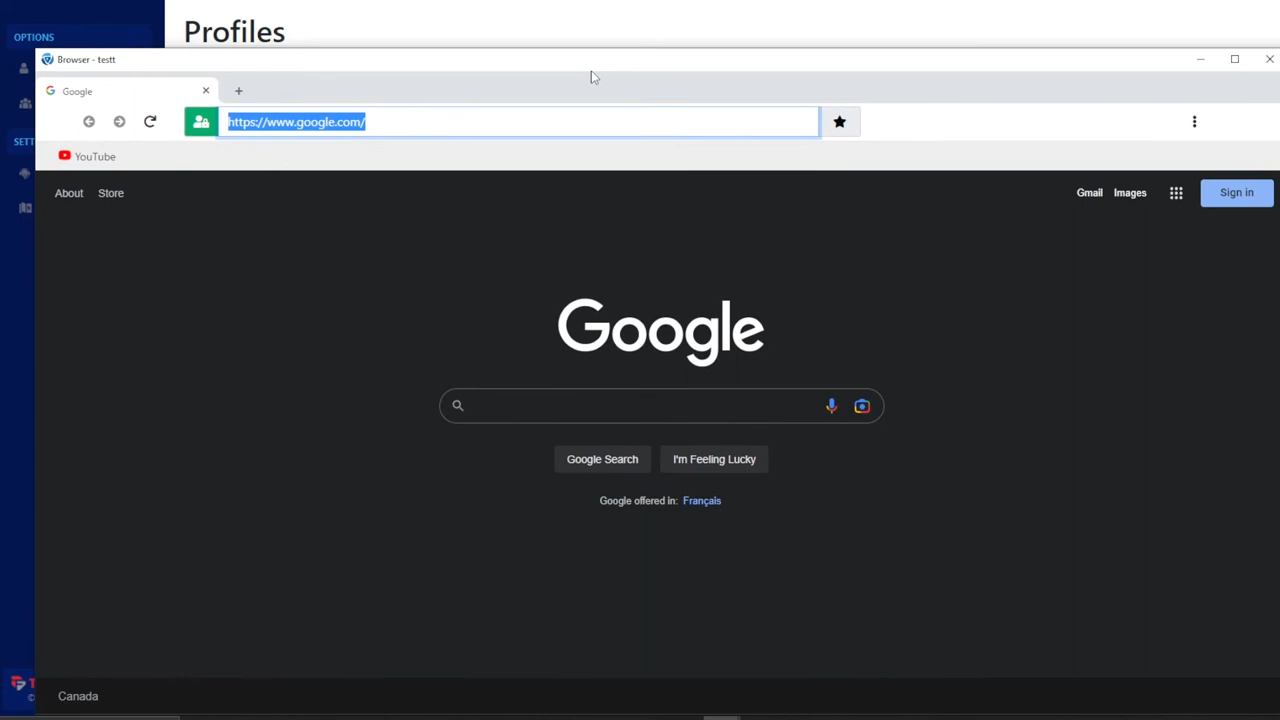 OPTIONS
Profiles
Browser - testt
Google
https://www.google.com/
SETT
YouTube
About
Store
Gmail
Images
Sign in
Google
Google Search
I'm Feeling Lucky
Google offered in: Français
Canada